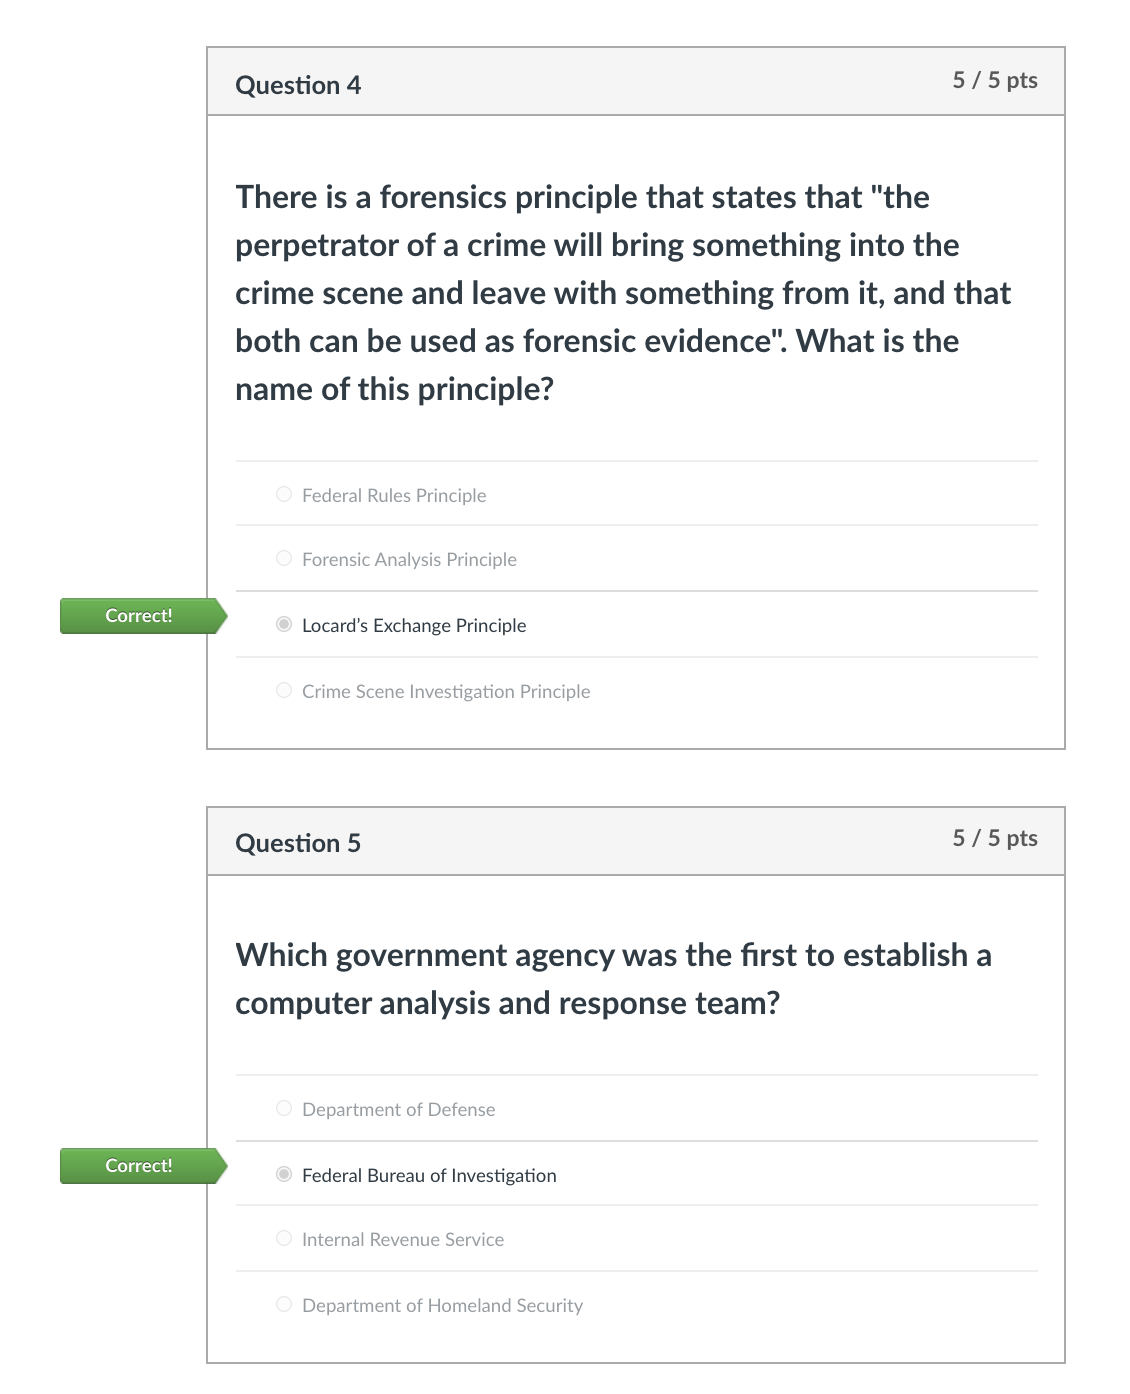 Question 4
5 / 5 pts
There is a forensics principle that states that "the
perpetrator of a crime will bring something into the
crime scene and leave with something from it, and that
both can be used as forensic evidence". What is the
name of this principle?
Federal Rules Principle
Forensic Analysis Principle
Correct!
Locard’s Exchange Principle
Crime Scene Investigation Principle
Question 5
5 / 5 pts
Which government agency was the first to establish a
computer analysis and response team?
Department of Defense
Correct!
Federal Bureau of Investigation
Internal Revenue Service
Department of Homeland Security